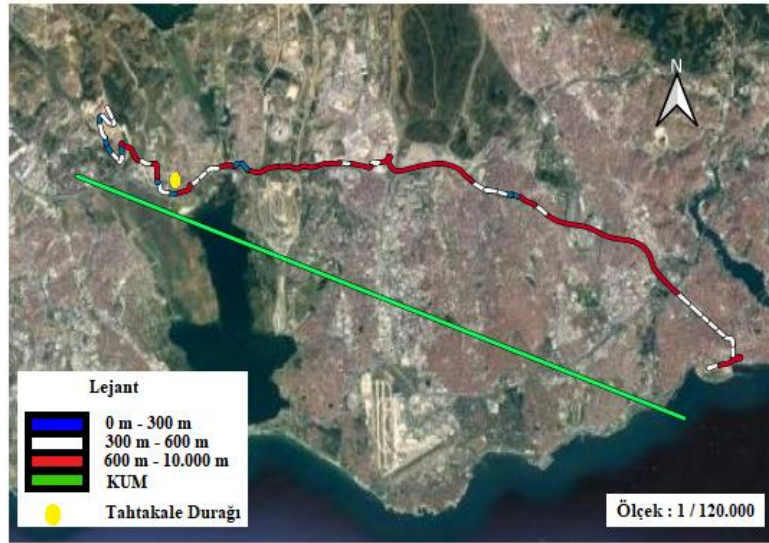 N
Lejant
0 m - 300 m
300 m - 600 m
600 m - 10.000 m
KUM
Tahtakale Durağı
Ölçek : 1 / 120.000